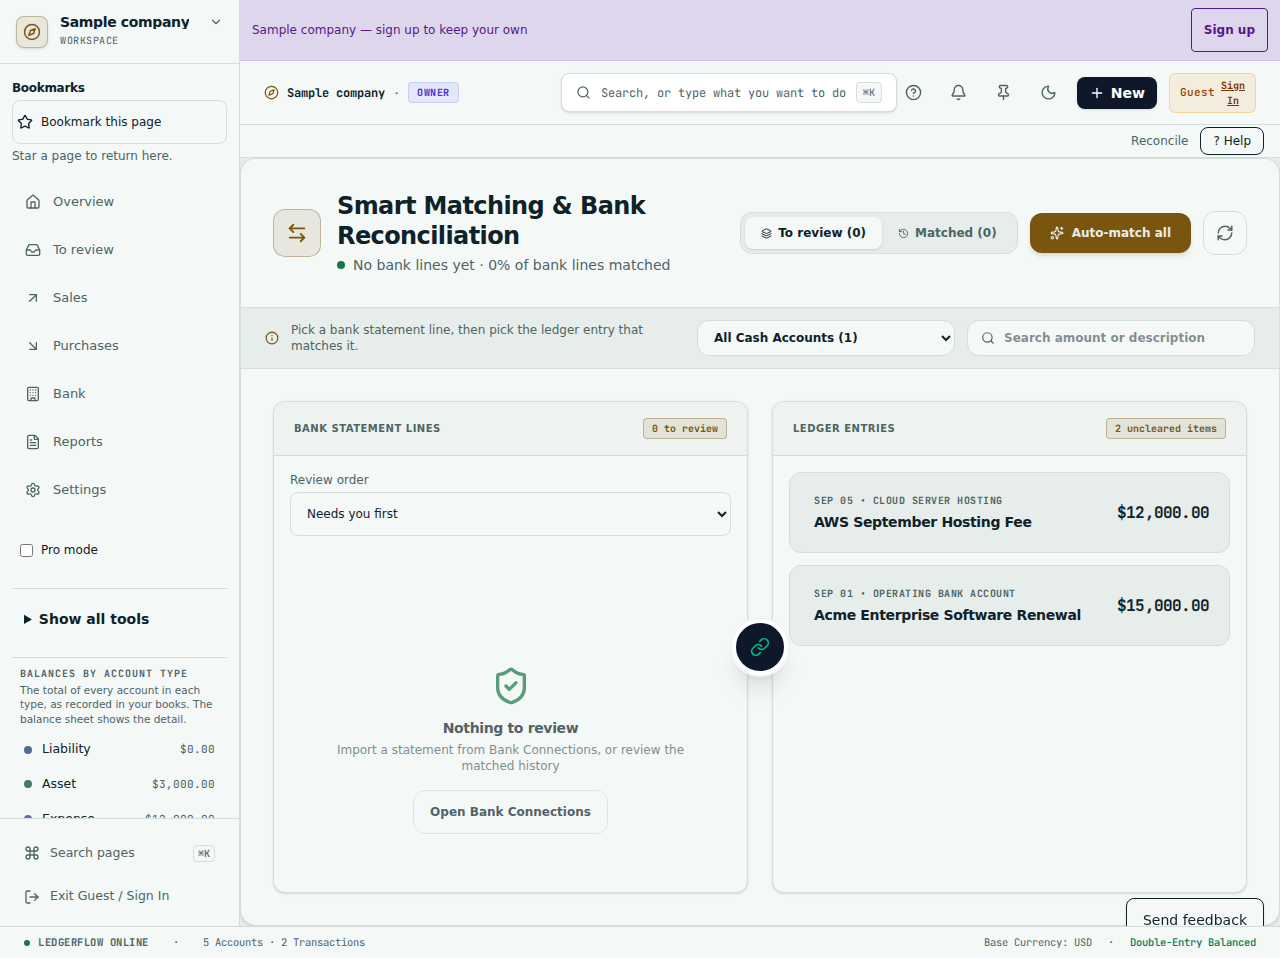 Sample company
WORKSPACE
Bookmarks
Bookmark this page
Star a page to return here.
Overview
To review
Sales
Purchases
Bank
Reports
Settings
Pro mode
Show all tools
BALANCES BY ACCOUNT TYPE
The total of every account in each
type, as recorded in your books. The
balance sheet shows the detail.
Liability $0.00
Asset $3,000.00
Expense $12,000.00
Search pages ⌘K
Exit Guest / Sign In
Sample company — sign up to keep your own
Sign up
Sample company · OWNER
Search, or type what you want to do ⌘K
New
Guest Sign
In
Reconcile ? Help
Smart Matching & Bank
Reconciliation
No bank lines yet · 0% of bank lines matched
To review (0)
Matched (0)
Auto-match all
Pick a bank statement line, then pick the ledger entry that
matches it.
All Cash Accounts (1)
Search amount or description
BANK STATEMENT LINES
0 to review
Review order
Needs you first
Nothing to review
Import a statement from Bank Connections, or review the
matched history
Open Bank Connections
LEDGER ENTRIES
2 uncleared items
SEP 05 • CLOUD SERVER HOSTING
AWS September Hosting Fee
$12,000.00
SEP 01 • OPERATING BANK ACCOUNT
Acme Enterprise Software Renewal
$15,000.00
Send feedback
LEDGERFLOW ONLINE · 5 Accounts · 2 Transactions
Base Currency: USD · Double-Entry Balanced